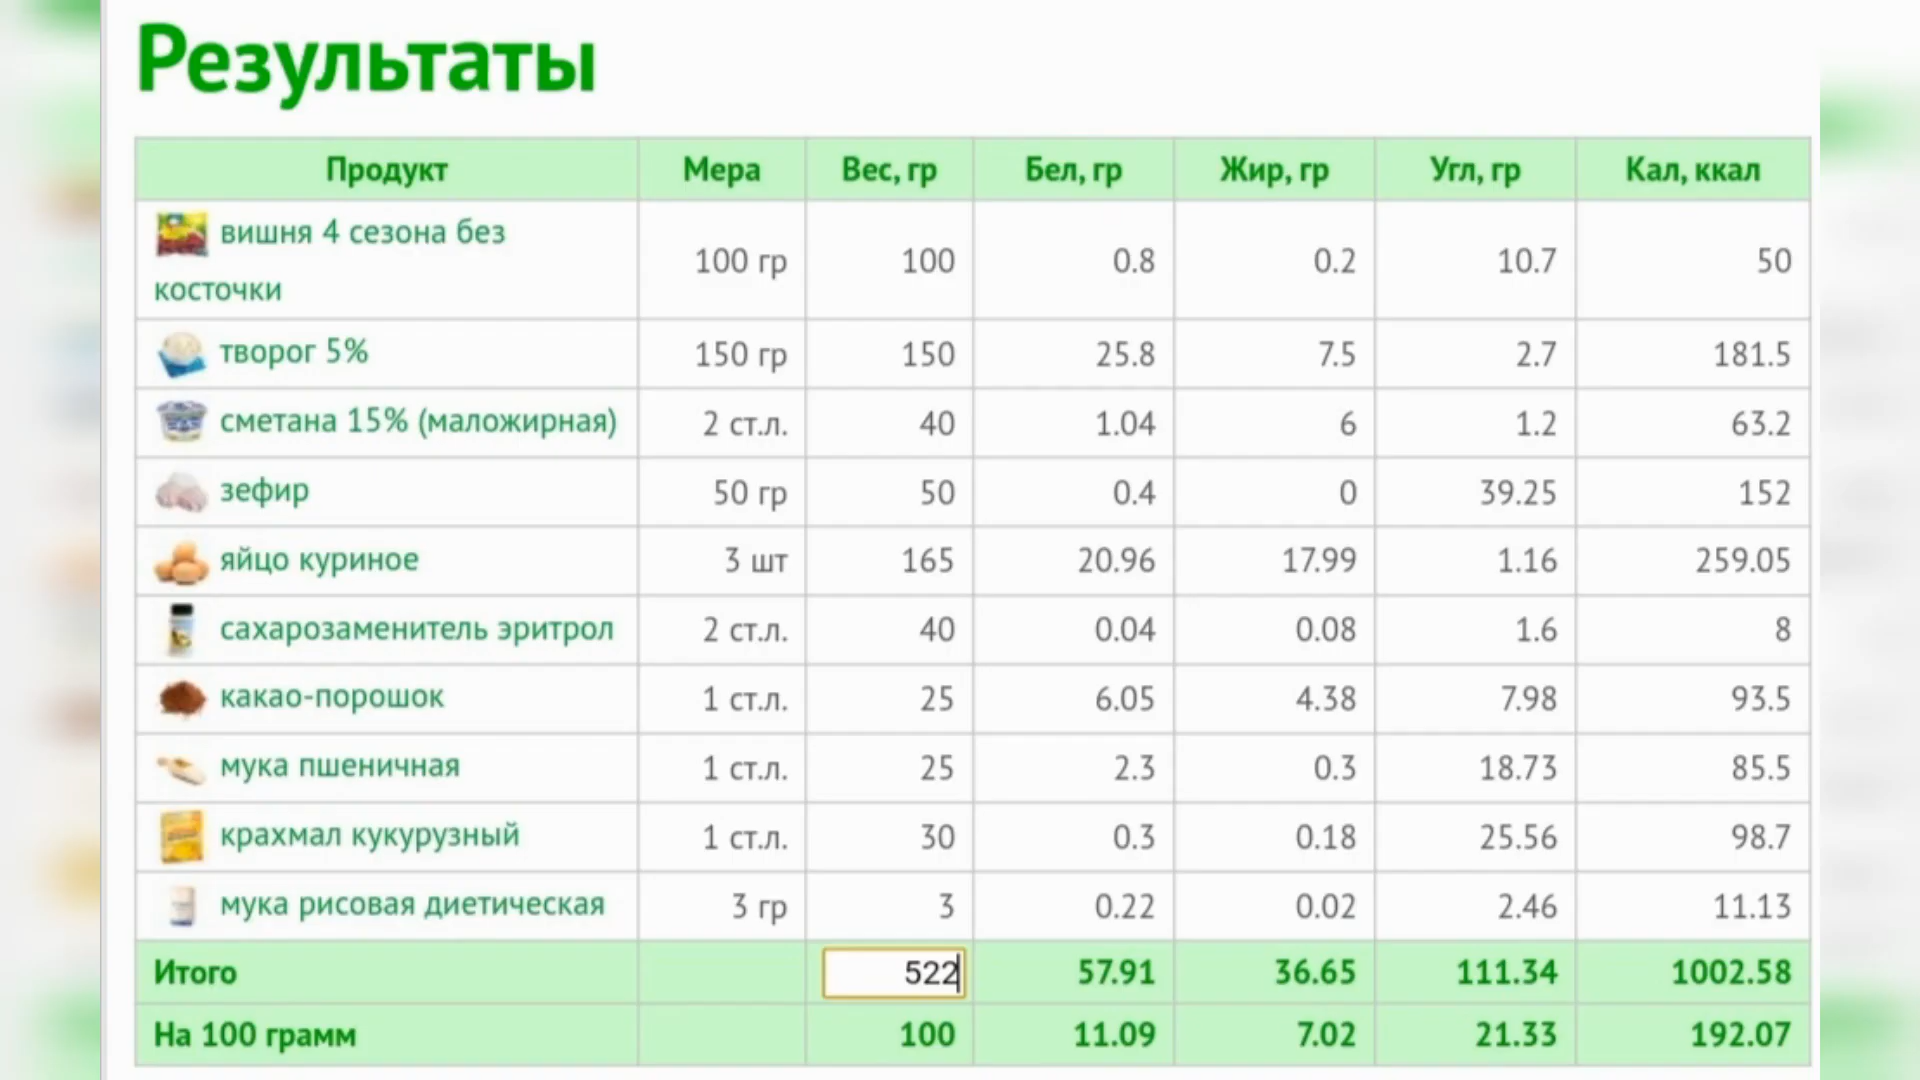 Результаты
Продукт Мера Вес, гр Бел, гр Жир, гр Угл, гр Кал, ккал
вишня 4 сезона без
косточки 100 гр 100 0.8 0.2 10.7 50
творог 5% 150 гр 150 25.8 7.5 2.7 181.5
сметана 15% (маложирная) 2 ст.л. 40 1.04 6 1.2 63.2
зефир 50 гр 50 0.4 0 39.25 152
яйцо куриное 3 шт 165 20.96 17.99 1.16 259.05
сахарозаменитель эритрол 2 ст.л. 40 0.04 0.08 1.6 8
какао-порошок 1 ст.л. 25 6.05 4.38 7.98 93.5
мука пшеничная 1 ст.л. 25 2.3 0.3 18.73 85.5
крахмал кукурузный 1 ст.л. 30 0.3 0.18 25.56 98.7
мука рисовая диетическая 3 гр 3 0.22 0.02 2.46 11.13
Итого 522 57.91 36.65 111.34 1002.58
На 100 грамм 100 11.09 7.02 21.33 192.07